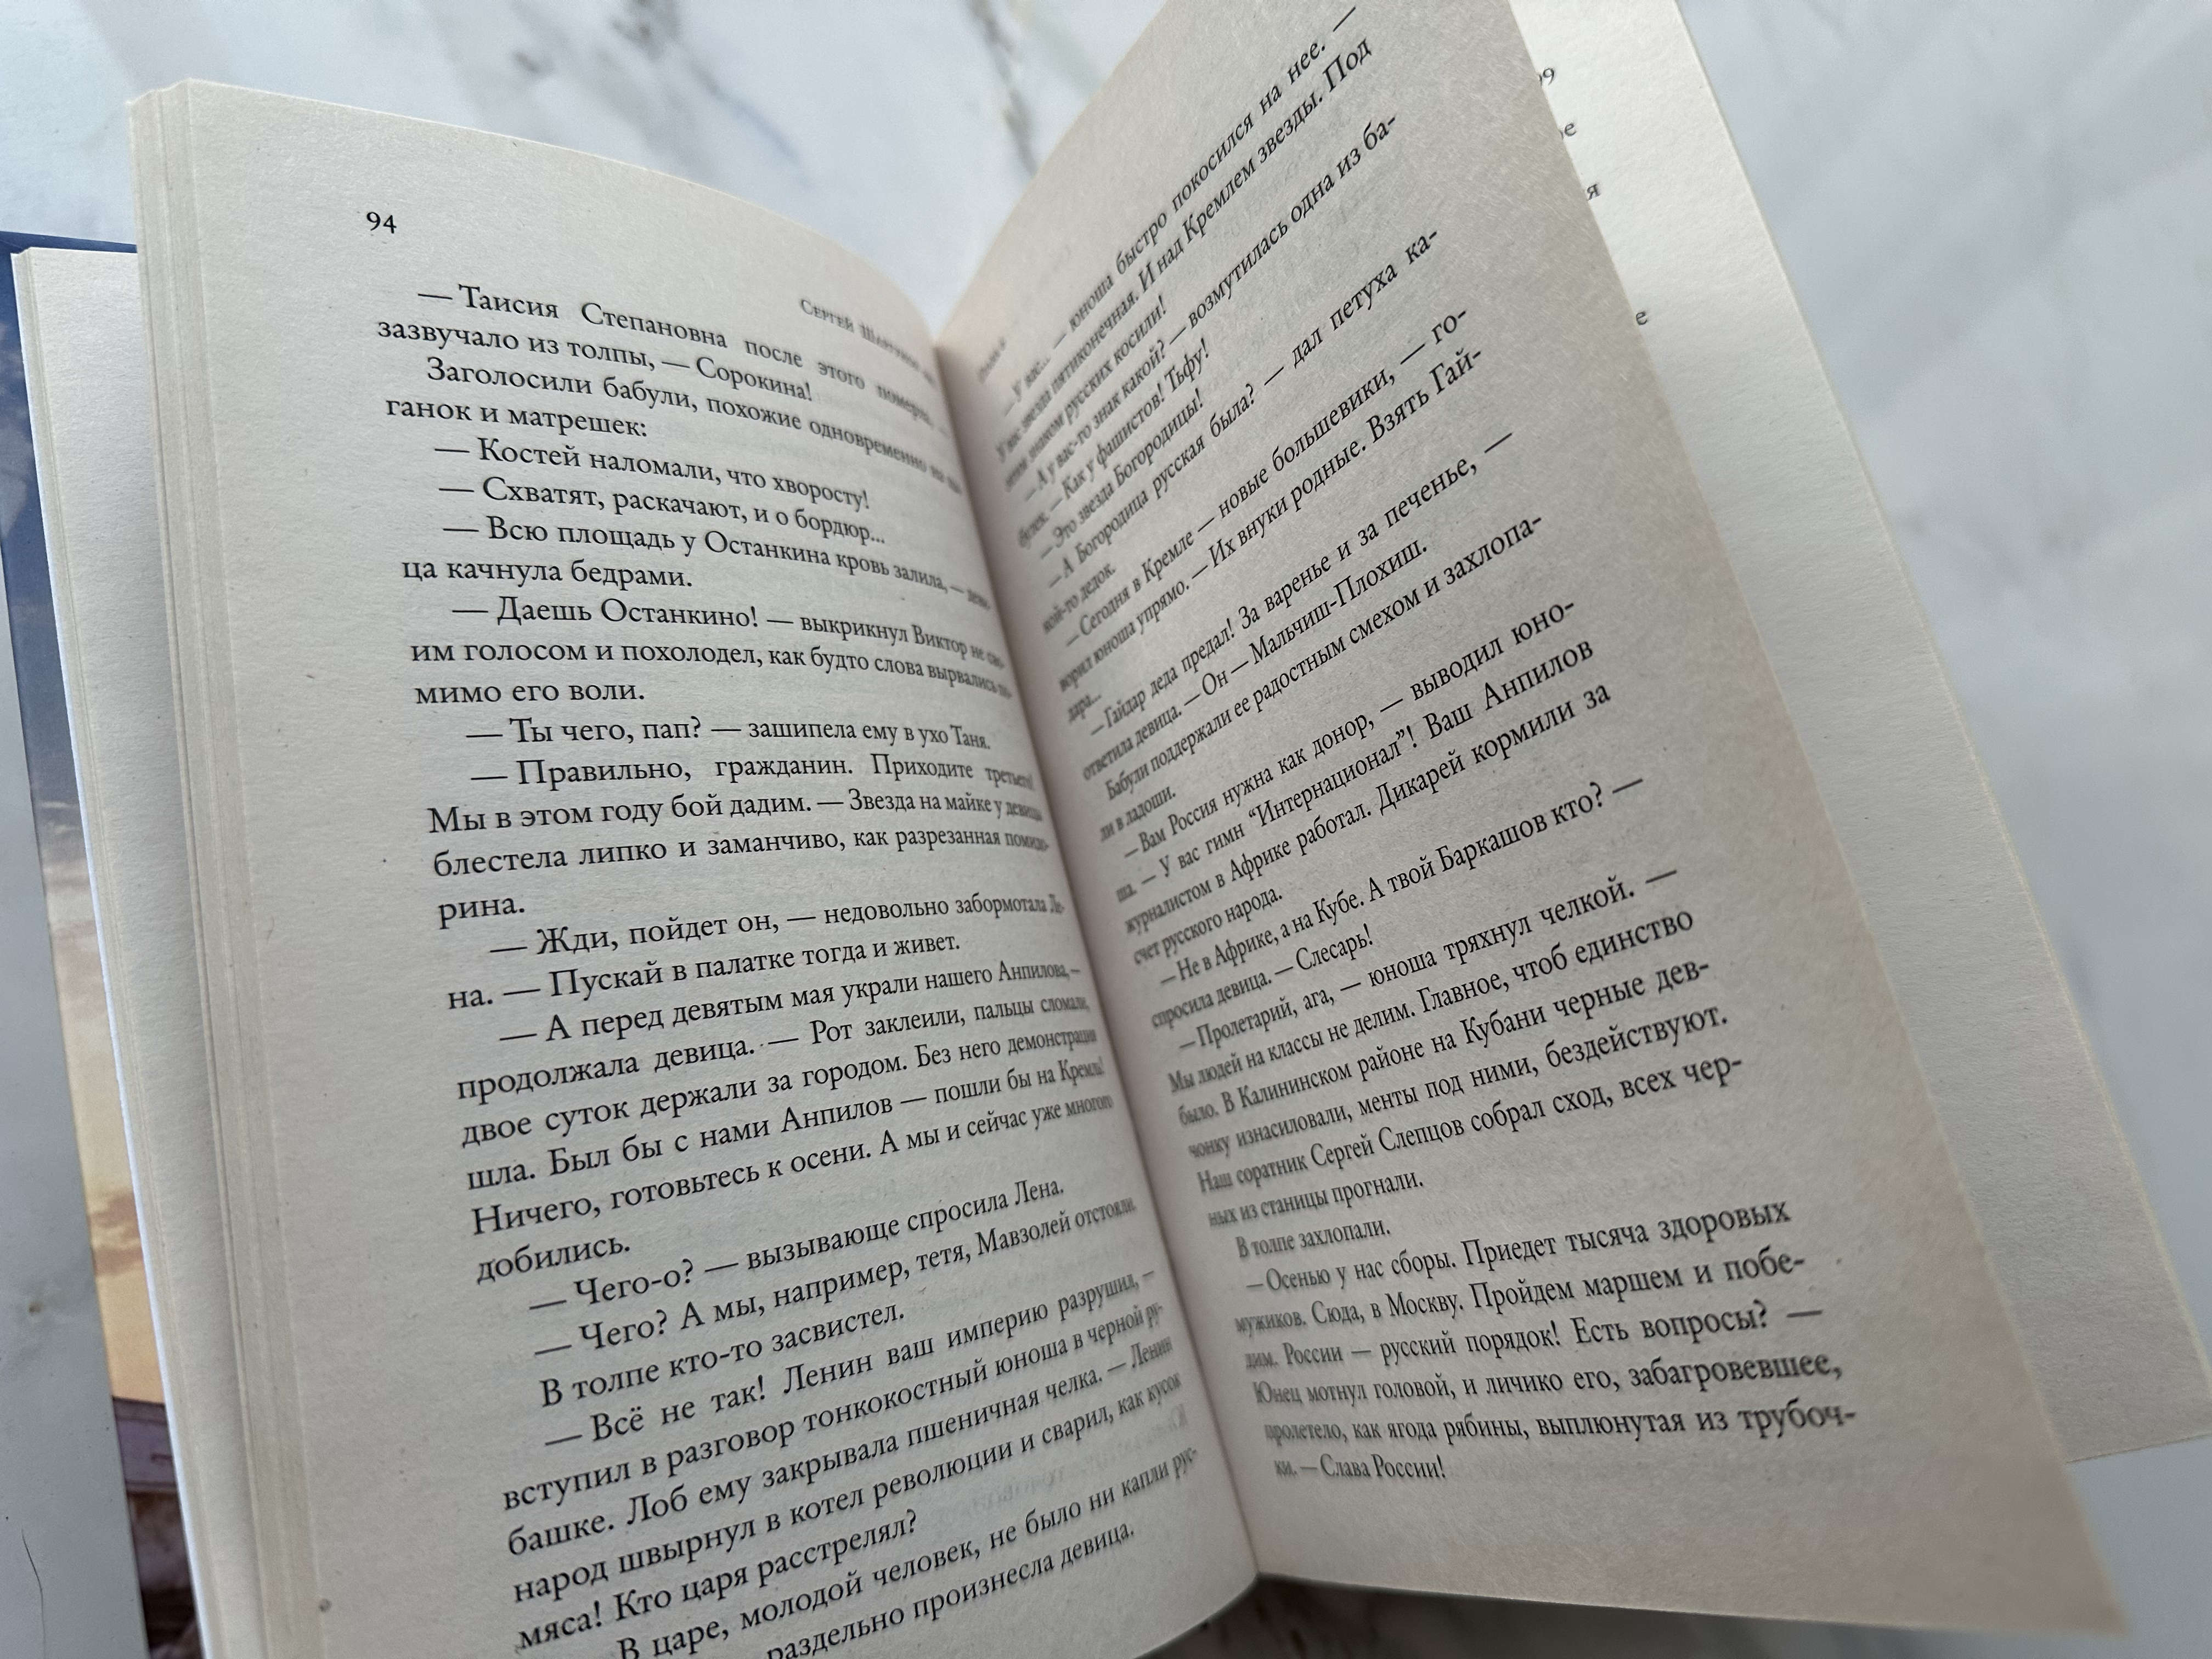 94
Сергей Шаргунов
— Таисия Степановна после этого померла, —
зазвучало из толпы, — Сорокина!
Заголосили бабули, похожие одновременно на цы-
ганок и матрешек:
— Костей наломали, что хворосту!
— Схватят, раскачают, и о бордюр...
— Всю площадь у Останкина кровь залила, — деви-
ца качнула бедрами.
— Даешь Останкино! — выкрикнул Виктор не сво-
им голосом и похолодел, как будто слова вырвались по-
мимо его воли.
— Ты чего, пап? — зашипела ему в ухо Таня.
— Правильно, гражданин. Приходите третьего!
Мы в этом году бой дадим. — Звезда на майке у девицы
блестела липко и заманчиво, как разрезанная помидо-
рина.
— Жди, пойдет он, — недовольно забормотала Ле-
на. — Пускай в палатке тогда и живет.
— А перед девятым мая украли нашего Анпилова, —
продолжала девица. — Рот заклеили, пальцы сломали,
двое суток держали за городом. Без него демонстрация
шла. Был бы с нами Анпилов — пошли бы на Кремль!
Ничего, готовьтесь к осени. А мы и сейчас уже многого
добились.
— Чего-о? — вызывающе спросила Лена.
— Чего? А мы, например, тетя, Мавзолей отстояли.
В толпе кто-то засвистел.
— Всё не так! Ленин ваш империю разрушил, —
вступил в разговор тонкокостный юноша в черной ру-
башке. Лоб ему закрывала пшеничная челка. — Ленин
народ швырнул в котел революции и сварил, как кусок
мяса! Кто царя расстрелял?
В царе, молодой человек, не было ни капли рус-
раздельно произнесла девица.
— У вас... — юноша быстро покосился на нее. —
У вас звезда пятиконечная. И над Кремлем звезды. Под
этим знаком русских косили!
— А у вас-то знак какой? — возмутилась одна из ба-
булек. — Как у фашистов! Тьфу!
— Это звезда Богородицы!
— А Богородица русская была? — дал петуха ка-
кой-то дедок.
— Сегодня в Кремле — новые большевики, — го-
ворил юноша упрямо. — Их внуки родные. Взять Гай-
дара...
— Гайдар деда предал! За варенье и за печенье, —
ответила девица. — Он — Мальчиш-Плохиш.
Бабули поддержали ее радостным смехом и захлопа-
ли в ладоши.
— Вам Россия нужна как донор, — выводил юно-
ша. — У вас гимн “Интернационал”! Ваш Анпилов
журналистом в Африке работал. Дикарей кормили за
счет русского народа.
— Не в Африке, а на Кубе. А твой Баркашов кто? —
спросила девица. — Слесарь!
— Пролетарий, ага, — юноша тряхнул челкой. —
Мы людей на классы не делим. Главное, чтоб единство
было. В Калининском районе на Кубани черные дев-
чонку изнасиловали, менты под ними, бездействуют.
Наш соратник Сергей Слепцов собрал сход, всех чер-
ных из станицы прогнали.
В толпе захлопали.
— Осенью у нас сборы. Приедет тысяча здоровых
мужиков. Сюда, в Москву. Пройдем маршем и побе-
дим. России — русский порядок! Есть вопросы? —
Юнец мотнул головой, и личико его, забагровевшее,
пролетело, как ягода рябины, выплюнутая из трубоч-
ки. — Слава России!